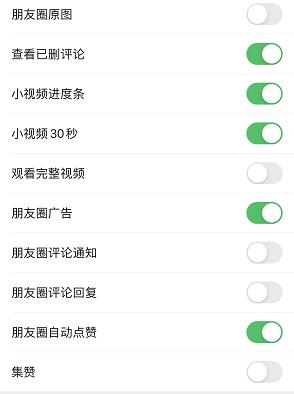 朋友圈原图
查看已删评论
小视频进度条
小视频30秒
观看完整视频
朋友圈广告
朋友圈评论通知
朋友圈评论回复
朋友圈自动点赞
集赞